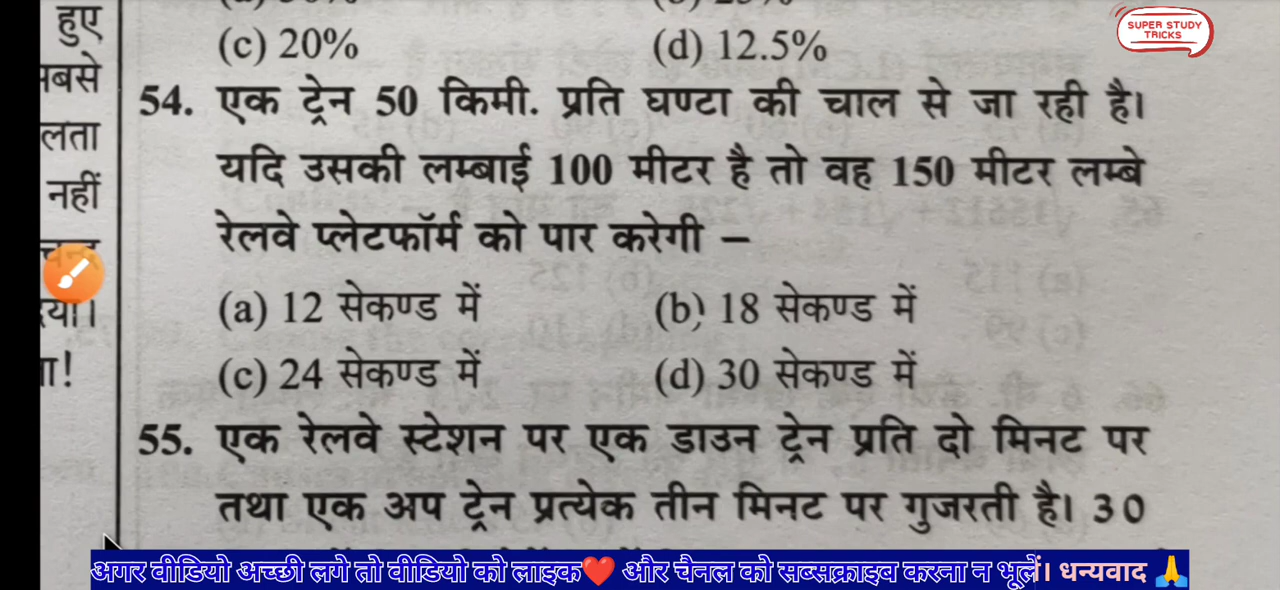 हुए
(c) 20%
(d) 12.5%
SUPER STUDY
TRICKS
लता
नहीं
54. एक ट्रेन 50 किमी. प्रति घण्टा की चाल से जा रही है।
यदि उसकी लम्बाई 100 मीटर है तो वह 150 मीटर लम्बे
रेलवे प्लेटफॉर्म को पार करेगी –
(a) 12 सेकण्ड में
(b) 18 सेकण्ड में
(c) 24 सेकण्ड में
(d) 30 सेकण्ड में
55. एक रेलवे स्टेशन पर एक डाउन ट्रेन प्रति दो मिनट पर
तथा एक अप ट्रेन प्रत्येक तीन मिनट पर गुजरती है। 30
अगर वीडियो अच्छी लगे तो वीडियो को लाइक❤️ और चैनल को सब्सक्राइब करना न भूलें। धन्यवाद 🙏